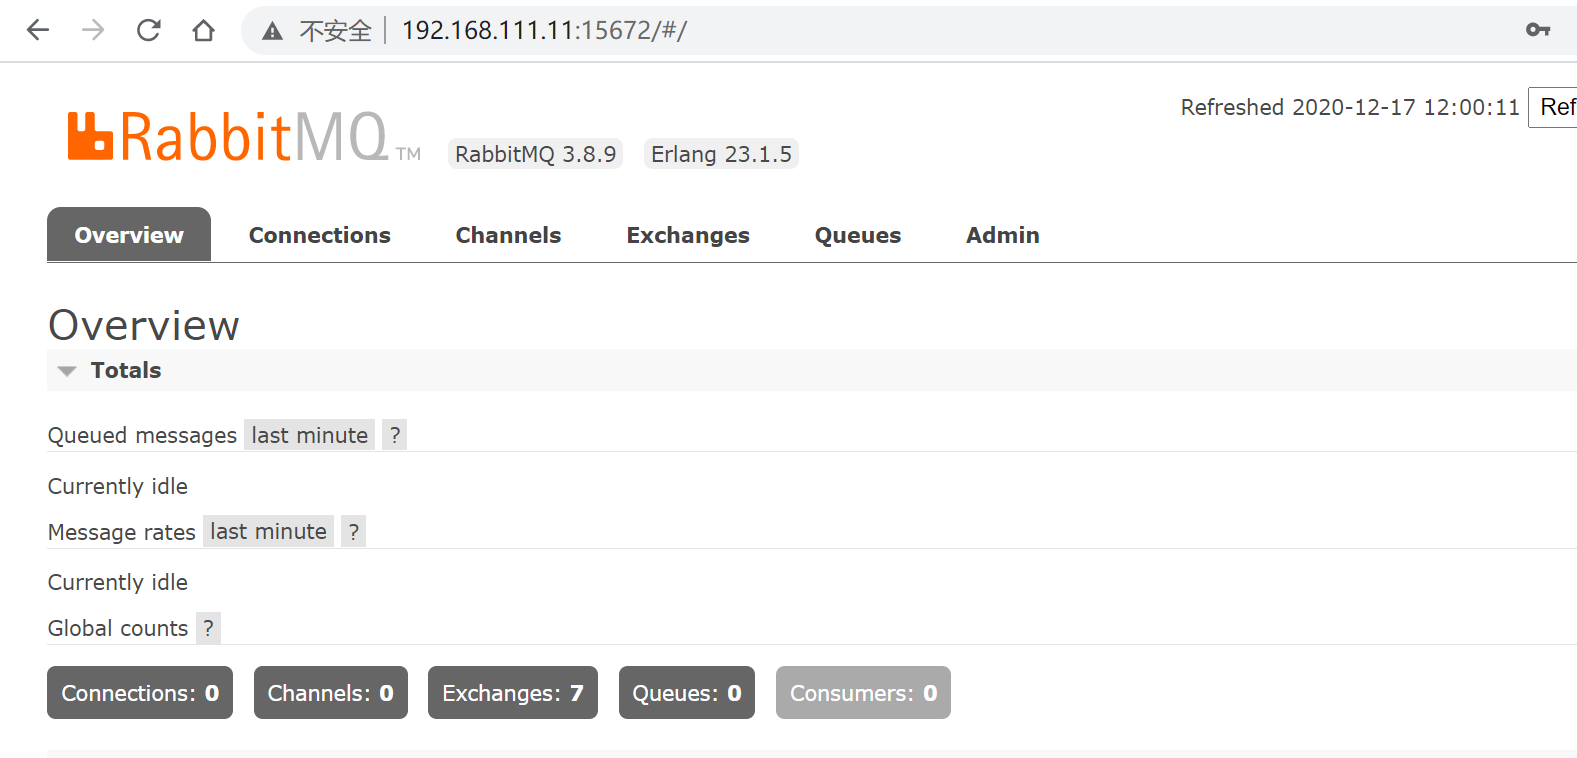 不安全 192.168.111.11:15672/#/
Refreshed 2020-12-17 12:00:11 Ref
RabbitMQ TM RabbitMQ 3.8.9 Erlang 23.1.5
Overview Connections Channels Exchanges Queues Admin
Overview
Totals
Queued messages last minute ?
Currently idle
Message rates last minute ?
Currently idle
Global counts ?
Connections: 0 Channels: 0 Exchanges: 7 Queues: 0 Consumers: 0